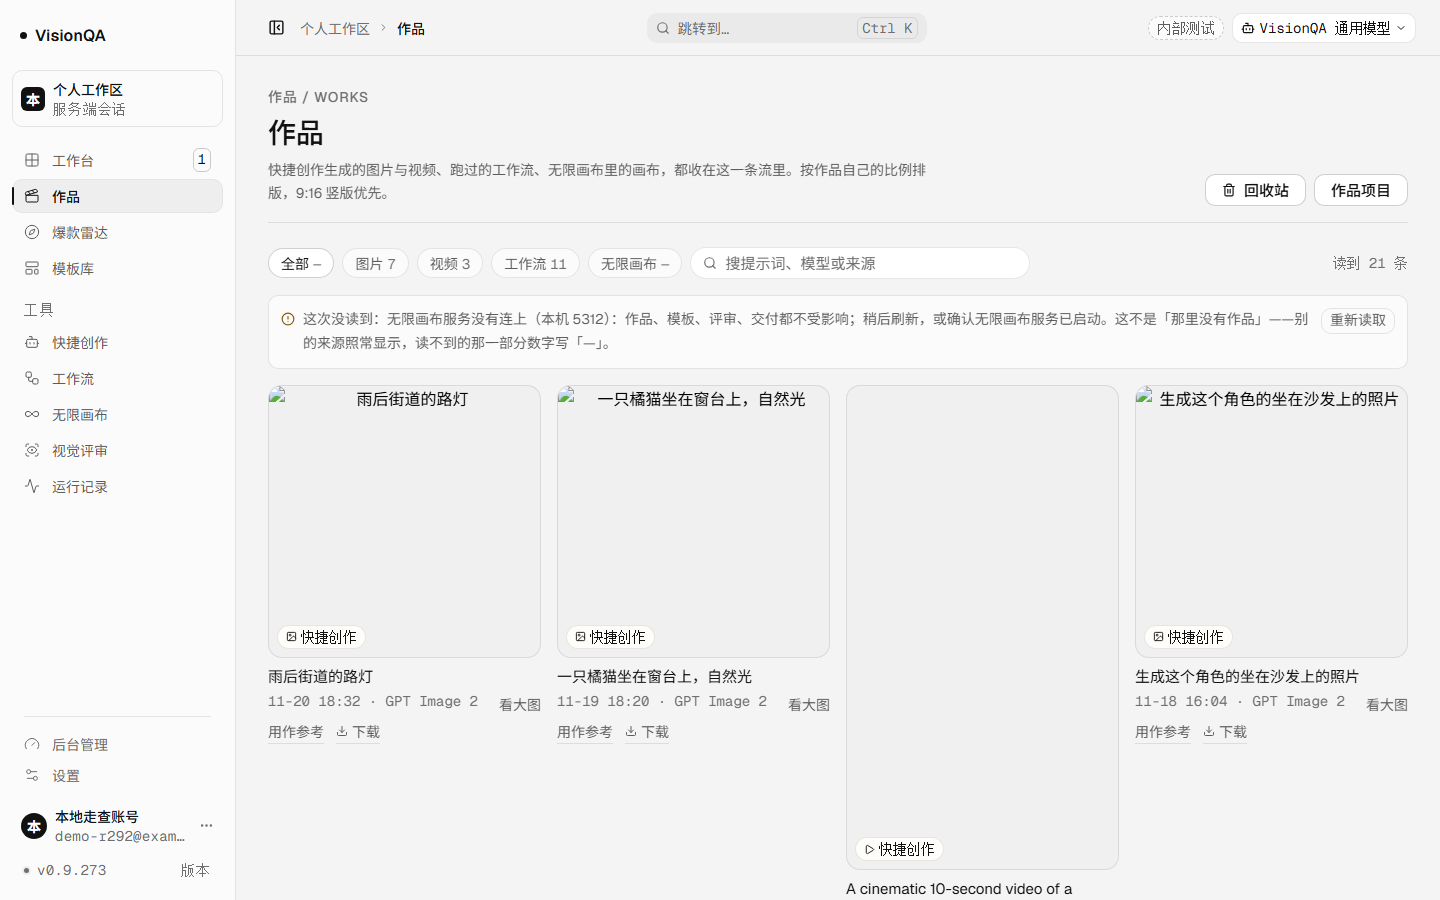 VisionQA
本
个人工作区
服务端会话
工作台
1
作品
爆款雷达
模板库
工具
快捷创作
工作流
无限画布
视觉评审
运行记录
后台管理
设置
本
本地走查账号
demo-r292@exam…
v0.9.273
版本
个人工作区
作品
跳转到…
Ctrl K
内部测试
VisionQA 通用模型
作品 / WORKS
作品
快捷创作生成的图片与视频、跑过的工作流、无限画布里的画布，都收在这一条流里。按作品自己的比例排
版，9:16 竖版优先。
回收站
作品项目
全部 –
图片 7
视频 3
工作流 11
无限画布 –
搜提示词、模型或来源
读到 21 条
这次没读到：无限画布服务没有连上（本机 5312）：作品、模板、评审、交付都不受影响；稍后刷新，或确认无限画布服务已启动。这不是「那里没有作品」——别
的来源照常显示，读不到的那一部分数字写「—」。
重新读取
雨后街道的路灯
快捷创作
雨后街道的路灯
11-20 18:32 · GPT Image 2
看大图
用作参考
下载
一只橘猫坐在窗台上，自然光
快捷创作
一只橘猫坐在窗台上，自然光
11-19 18:20 · GPT Image 2
看大图
用作参考
下载
快捷创作
A cinematic 10-second video of a
生成这个角色的坐在沙发上的照片
快捷创作
生成这个角色的坐在沙发上的照片
11-18 16:04 · GPT Image 2
看大图
用作参考
下载